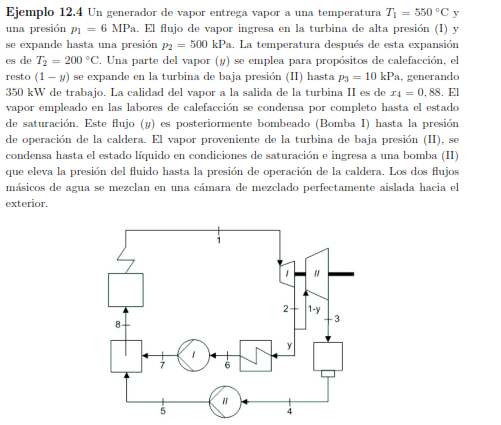 Ejemplo 12.4 Un generador de vapor entrega vapor a una temperatura T₁ = 550 °C y
una presión p₁ = 6 MPa. El flujo de vapor ingresa en la turbina de alta presión (I) y
se expande hasta una presión p₂ = 500 kPa. La temperatura después de esta expansión
es de T₂ = 200 °C. Una parte del vapor (y) se emplea para propósitos de calefacción, el
resto (1 − y) se expande en la turbina de baja presión (II) hasta p₃ = 10 kPa, generando
350 kW de trabajo. La calidad del vapor a la salida de la turbina II es de x₄ = 0,88. El
vapor empleado en las labores de calefacción se condensa por completo hasta el estado
de saturación. Este flujo (y) es posteriormente bombeado (Bomba I) hasta la presión
de operación de la caldera. El vapor proveniente de la turbina de baja presión (II), se
condensa hasta el estado líquido en condiciones de saturación e ingresa a una bomba (II)
que eleva la presión del fluido hasta la presión de operación de la caldera. Los dos flujos
másicos de agua se mezclan en una cámara de mezclado perfectamente aislada hacia el
exterior.
1
I II
2 1-y
3
8
y
I
7 6
II
5 4